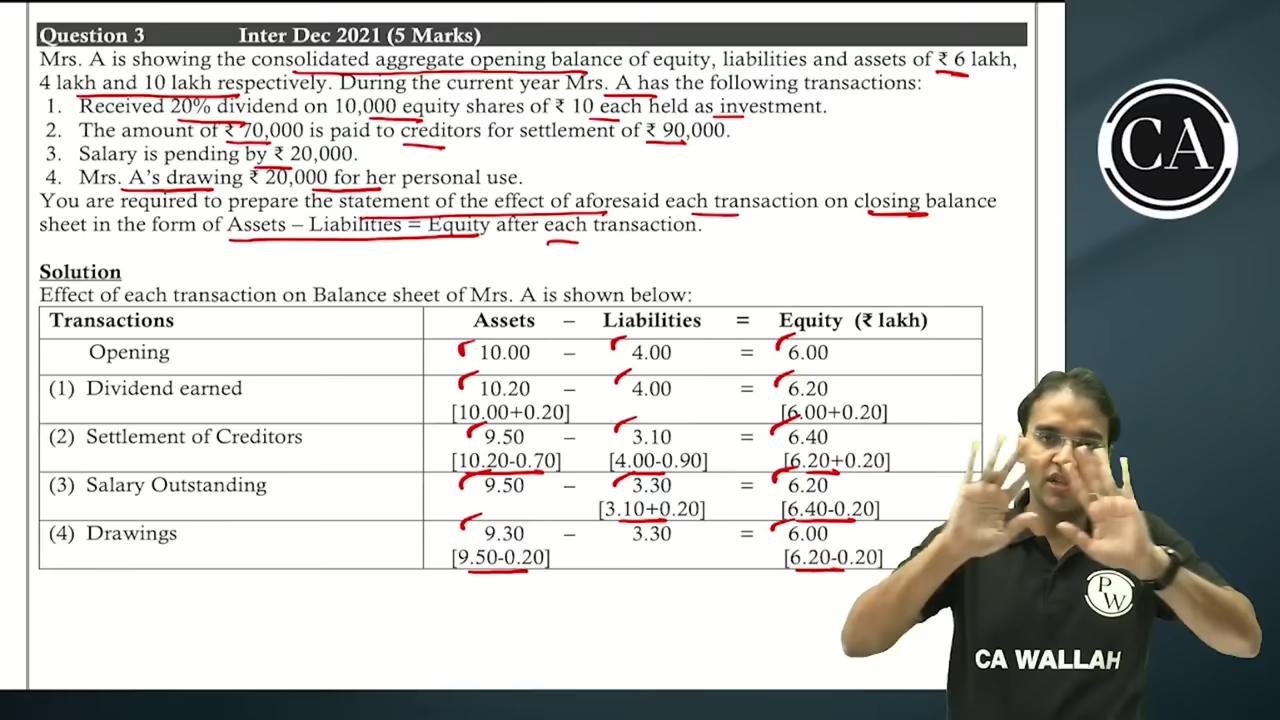 Question 3 Inter Dec 2021 (5 Marks)
Mrs. A is showing the consolidated aggregate opening balance of equity, liabilities and assets of ₹ 6 lakh,
4 lakh and 10 lakh respectively. During the current year Mrs. A has the following transactions:
1. Received 20% dividend on 10,000 equity shares of ₹ 10 each held as investment.
2. The amount of ₹ 70,000 is paid to creditors for settlement of ₹ 90,000.
3. Salary is pending by ₹ 20,000.
4. Mrs. A's drawing ₹ 20,000 for her personal use.
You are required to prepare the statement of the effect of aforesaid each transaction on closing balance
sheet in the form of Assets – Liabilities = Equity after each transaction.
Solution
Effect of each transaction on Balance sheet of Mrs. A is shown below:
Transactions Assets – Liabilities = Equity (₹ lakh)
Opening 10.00 – 4.00 = 6.00
(1) Dividend earned 10.20 – 4.00 = 6.20
[10.00+0.20] [6.00+0.20]
(2) Settlement of Creditors 9.50 – 3.10 = 6.40
[10.20-0.70] [4.00-0.90] [6.20+0.20]
(3) Salary Outstanding 9.50 – 3.30 = 6.20
[3.10+0.20] [6.40-0.20]
(4) Drawings 9.30 – 3.30 = 6.00
[9.50-0.20] [6.20-0.20]
CA
PW
CA WALLAH